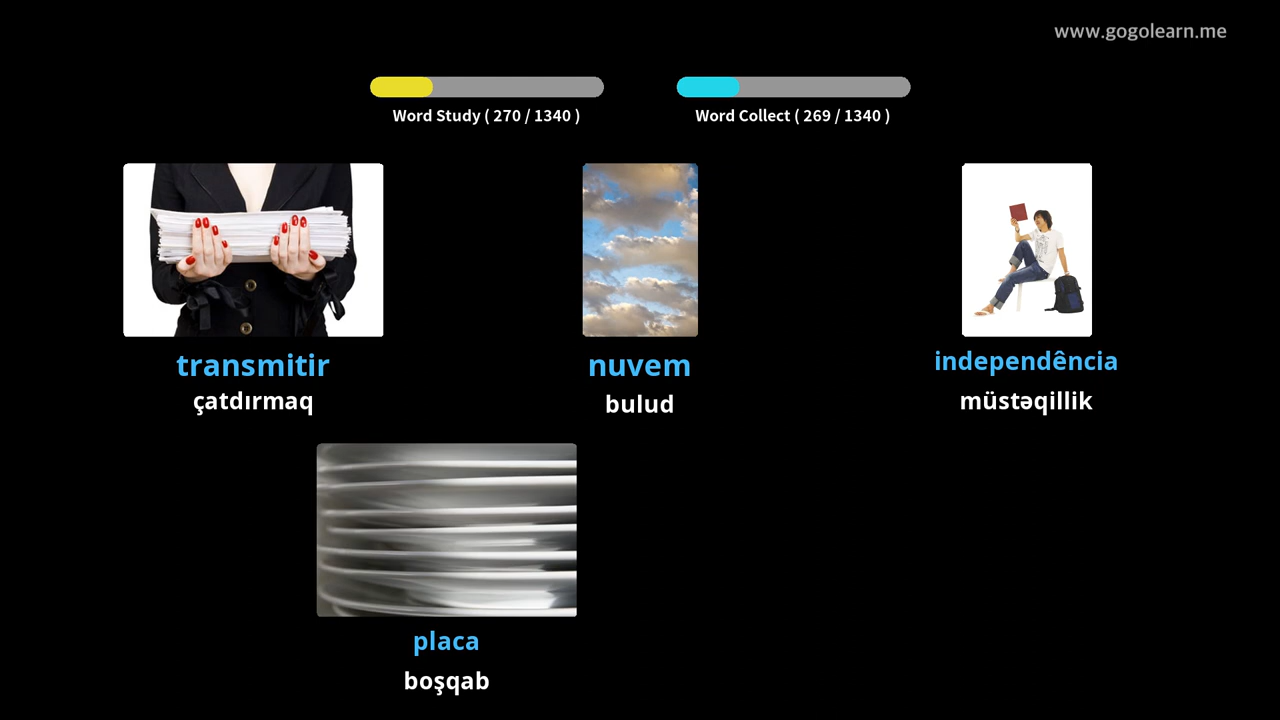 www.gogolearn.me
Word Study ( 270 / 1340 )
Word Collect ( 269 / 1340 )
transmitir
çatdırmaq
nuvem
bulud
independência
müstəqillik
placa
boşqab